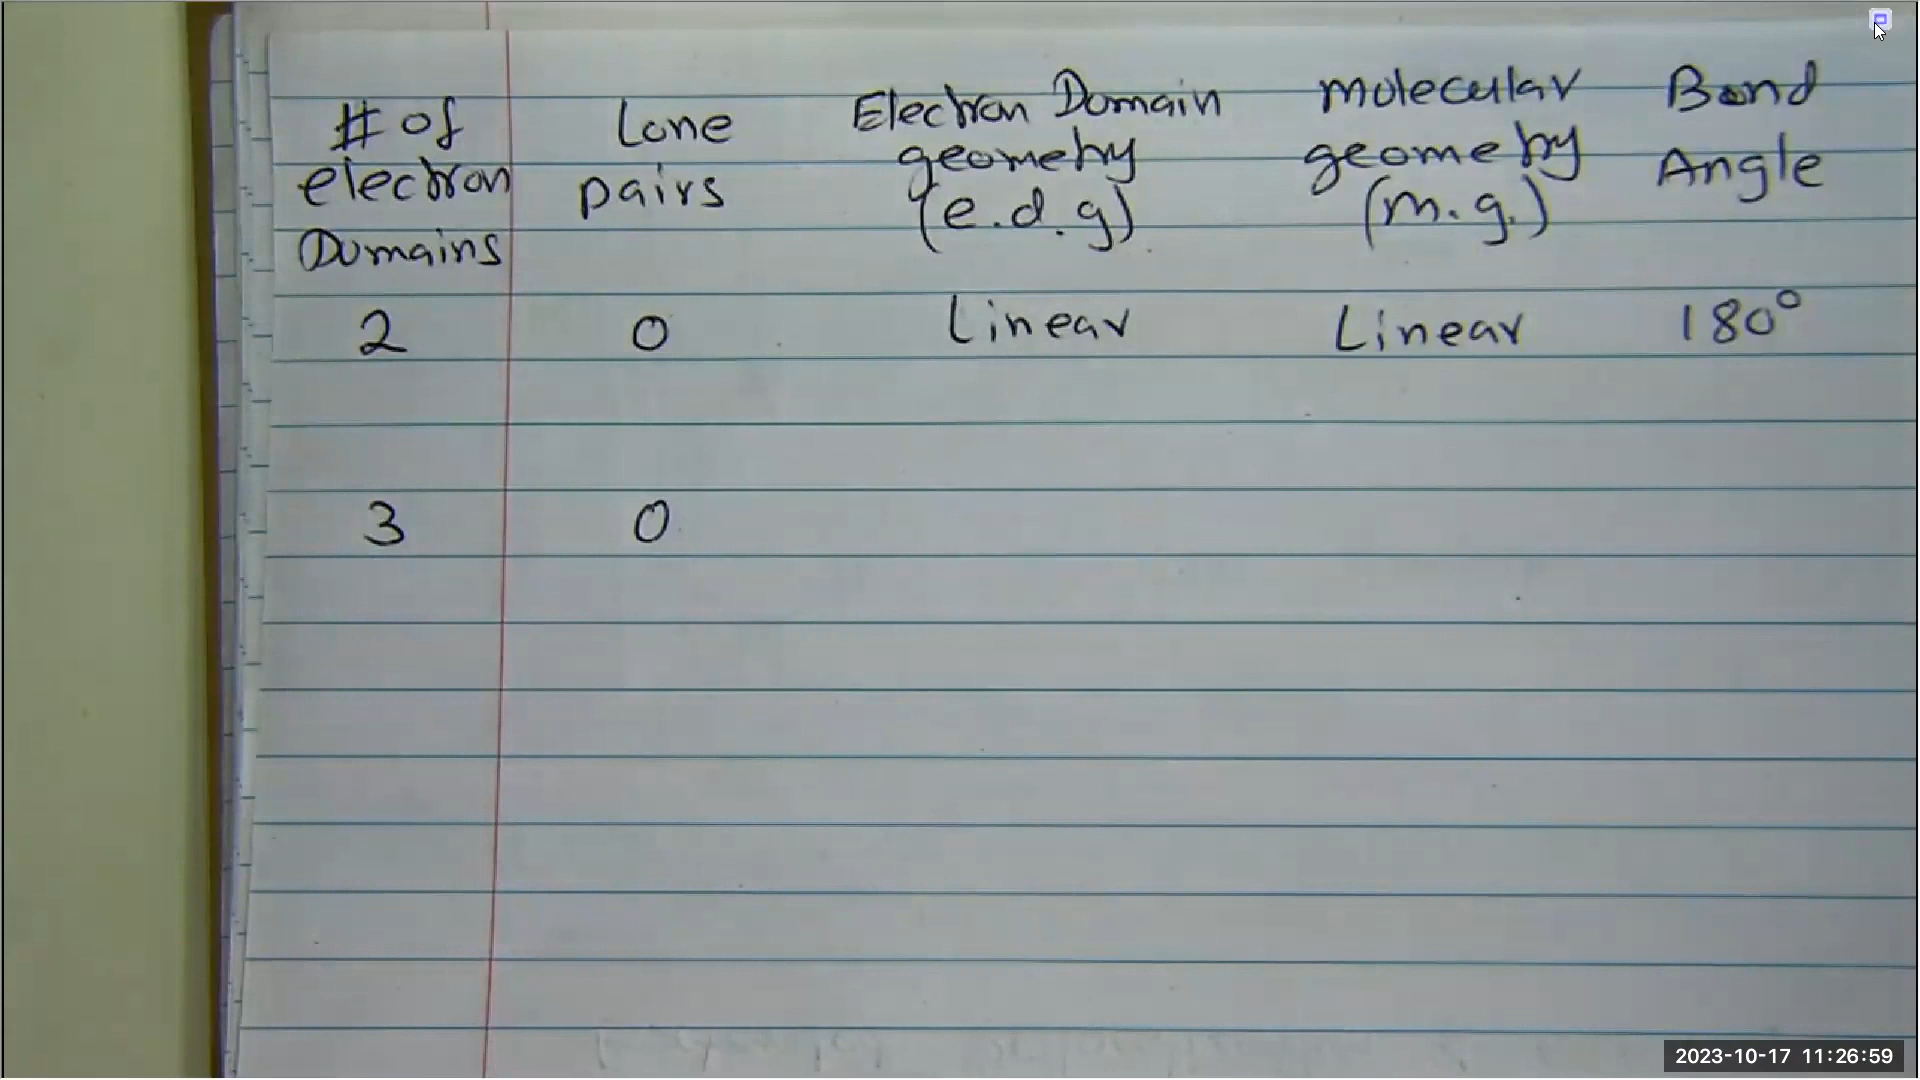 # of electron Domains
Lone pairs
Electron Domain geometry (e.d.g)
Molecular geometry (m.g.)
Bond Angle
2 0 Linear Linear 180°
3 0
2023-10-17 11:26:59